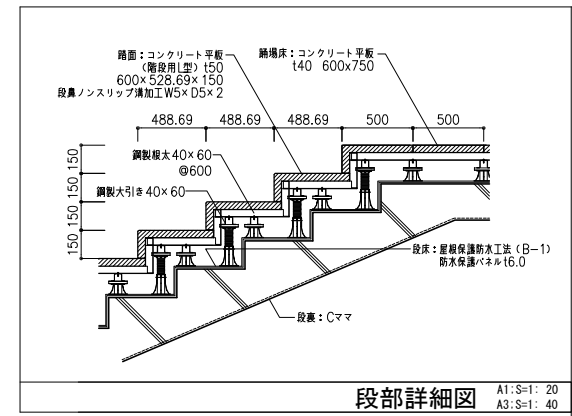 踏面：コンクリート平板
（階段用L型）t50
600×528.69×150
段鼻ノンスリップ溝加工W5×D5×2
踊場床：コンクリート平板
t40 600x750
488.69 488.69 488.69 500 500
鋼製根太40×60
@600
鋼製大引き40×60
150
150
150
150
段床：屋根保護防水工法（B−1）
防水保護パネルt6.0
段裏：Cママ
段部詳細図
A1:S=1: 20
A3:S=1: 40